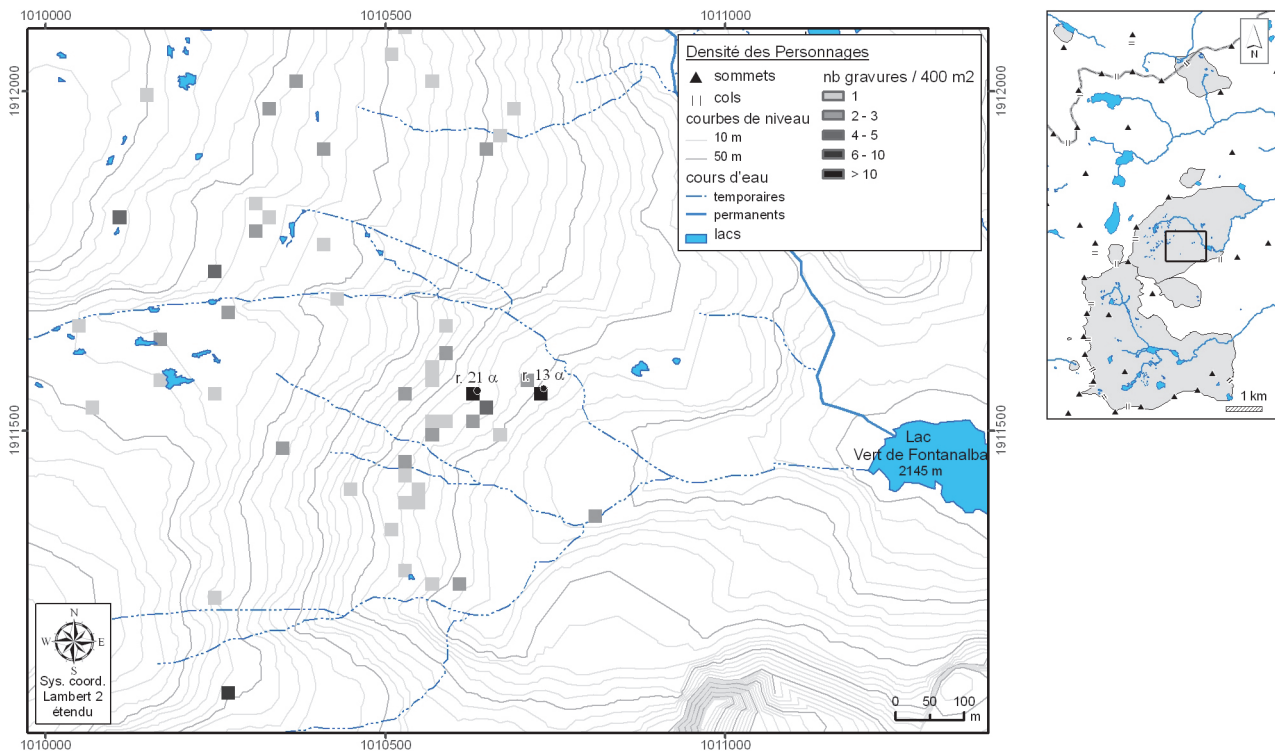 1010000
1010500
1011000
1912000
1911500
Densité des Personnages
sommets
cols
courbes de niveau
10 m
50 m
cours d'eau
temporaires
permanents
lacs
nb gravures / 400 m2
1
2 - 3
4 - 5
6 - 10
> 10
1912000
1911500
r. 21 α
r. 13 α
Lac
Vert de Fontanalba
2145 m
N
W E
S
Sys. coord.
Lambert 2
étendu
0 50 100
m
1010000
1010500
1011000
N
1 km